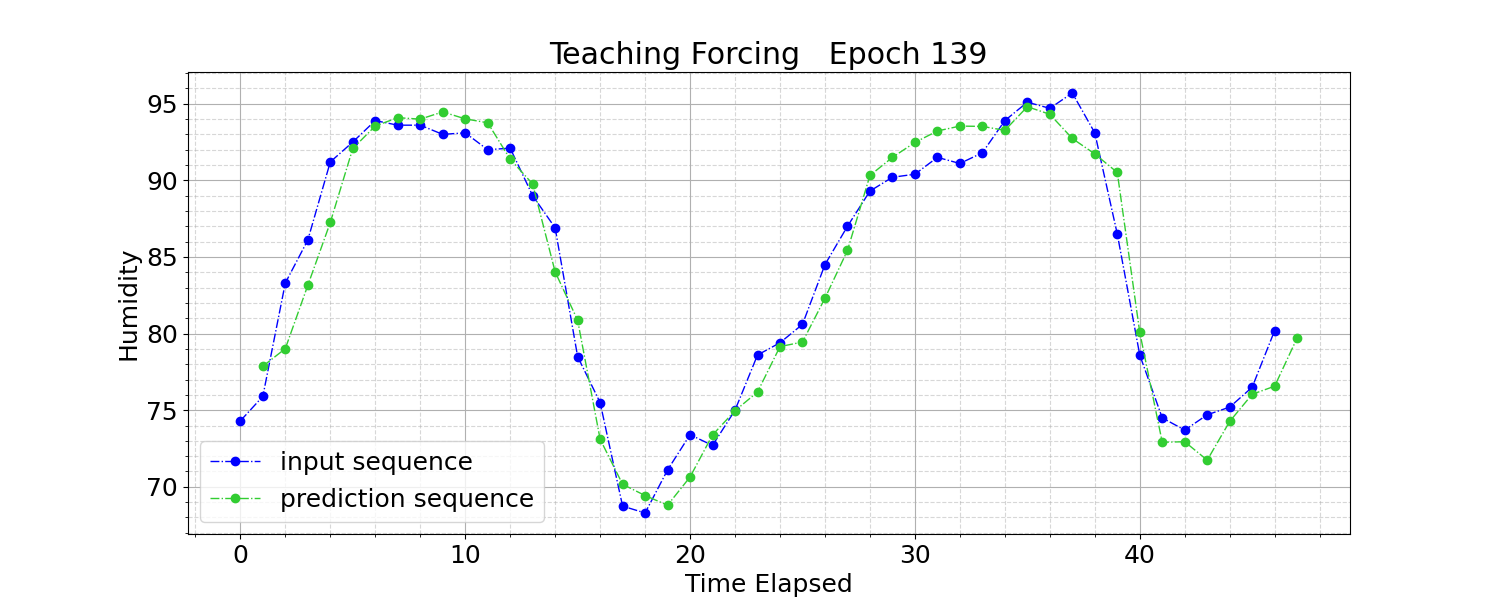 Teaching Forcing   Epoch 139
Humidity
95
90
85
80
75
70
input sequence
prediction sequence
0 10 20 30 40
Time Elapsed